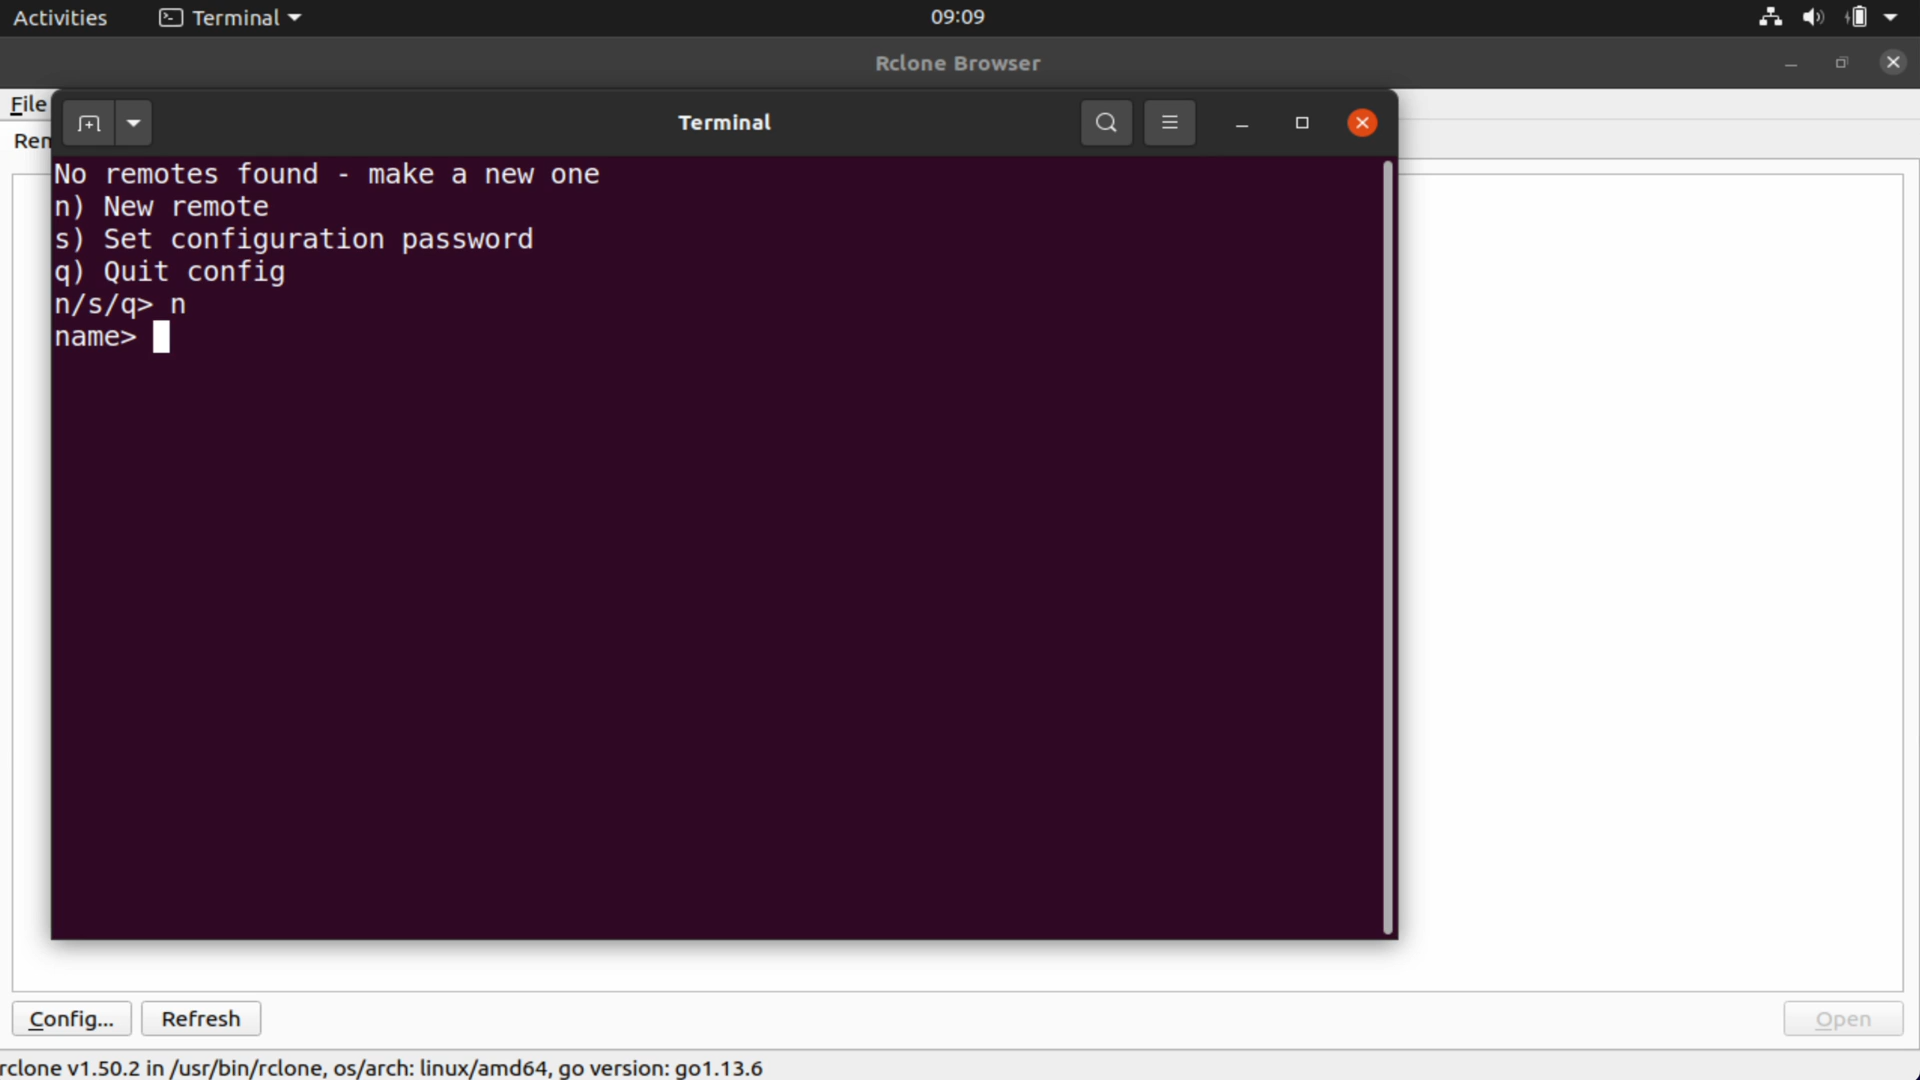 Activities Terminal 09:09
Rclone Browser
File
Rem
Terminal
No remotes found - make a new one
n) New remote
s) Set configuration password
q) Quit config
n/s/q> n
name>
Config... Refresh Open
rclone v1.50.2 in /usr/bin/rclone, os/arch: linux/amd64, go version: go1.13.6